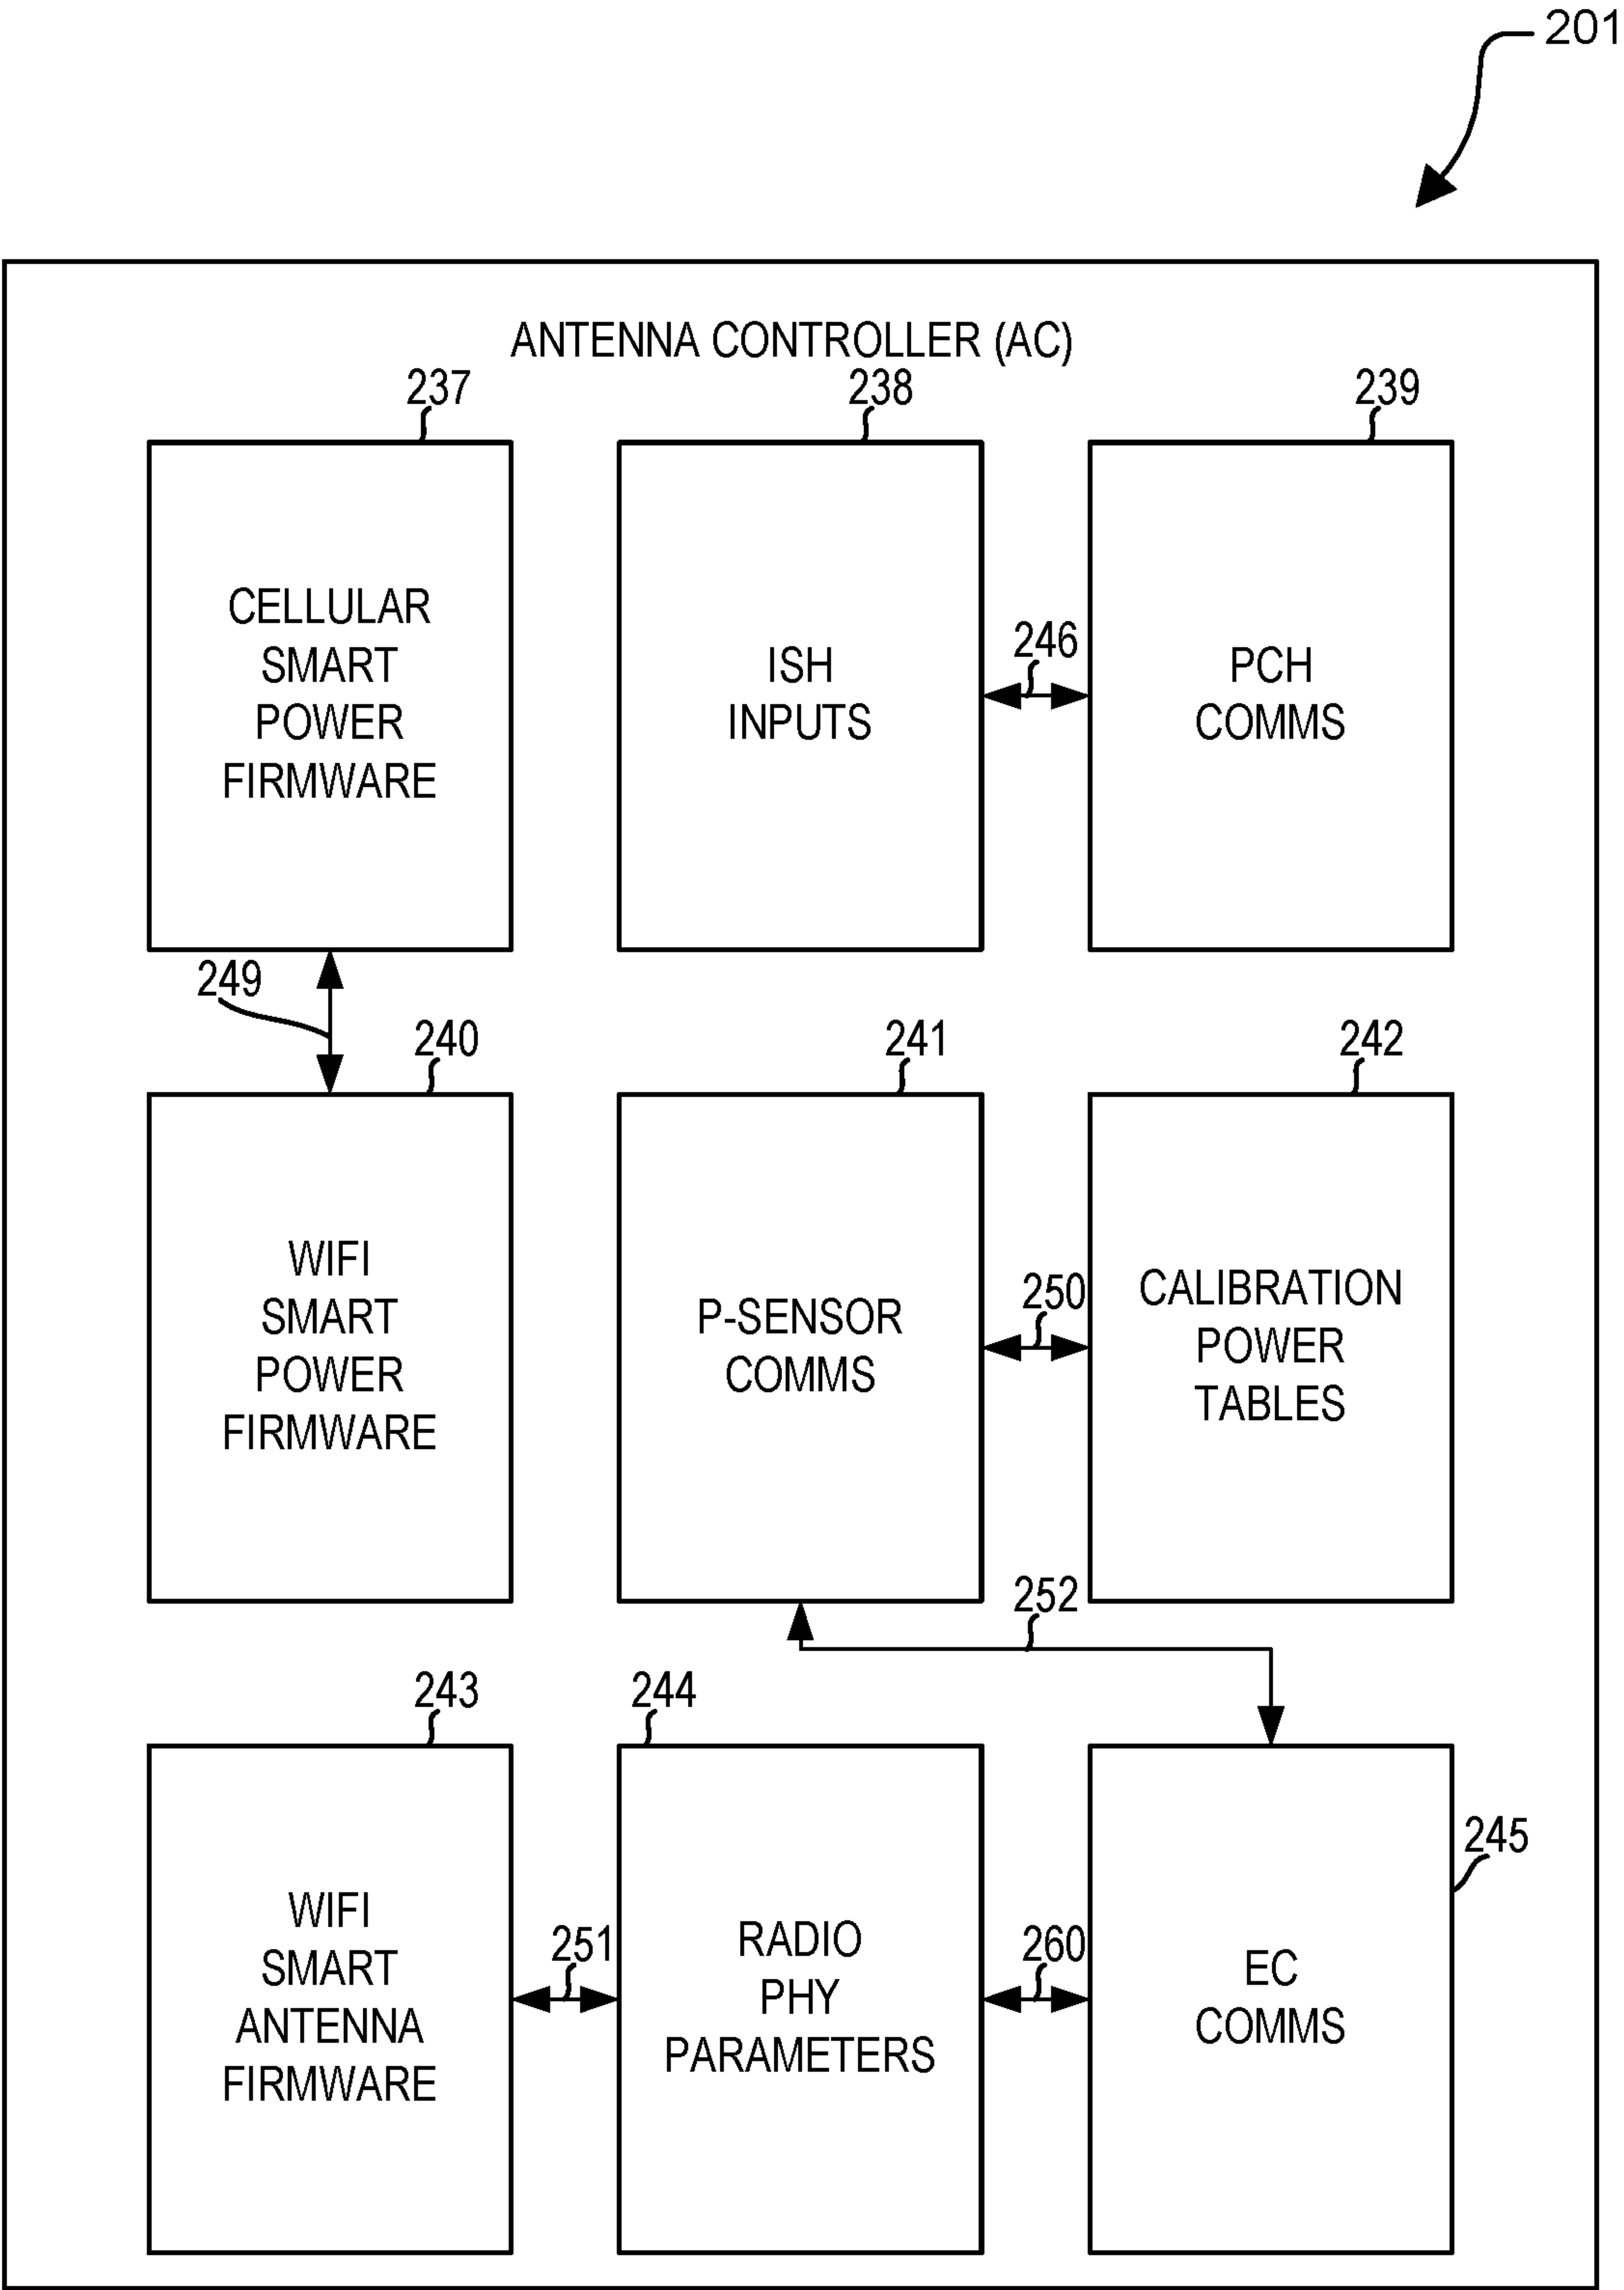 201
ANTENNA CONTROLLER (AC)
237
238
239
CELLULAR
SMART
POWER
FIRMWARE
ISH
INPUTS
246
PCH
COMMS
249
240
241
242
WIFI
SMART
POWER
FIRMWARE
P-SENSOR
COMMS
250
CALIBRATION
POWER
TABLES
252
243
244
245
WIFI
SMART
ANTENNA
FIRMWARE
251
RADIO
PHY
PARAMETERS
260
EC
COMMS